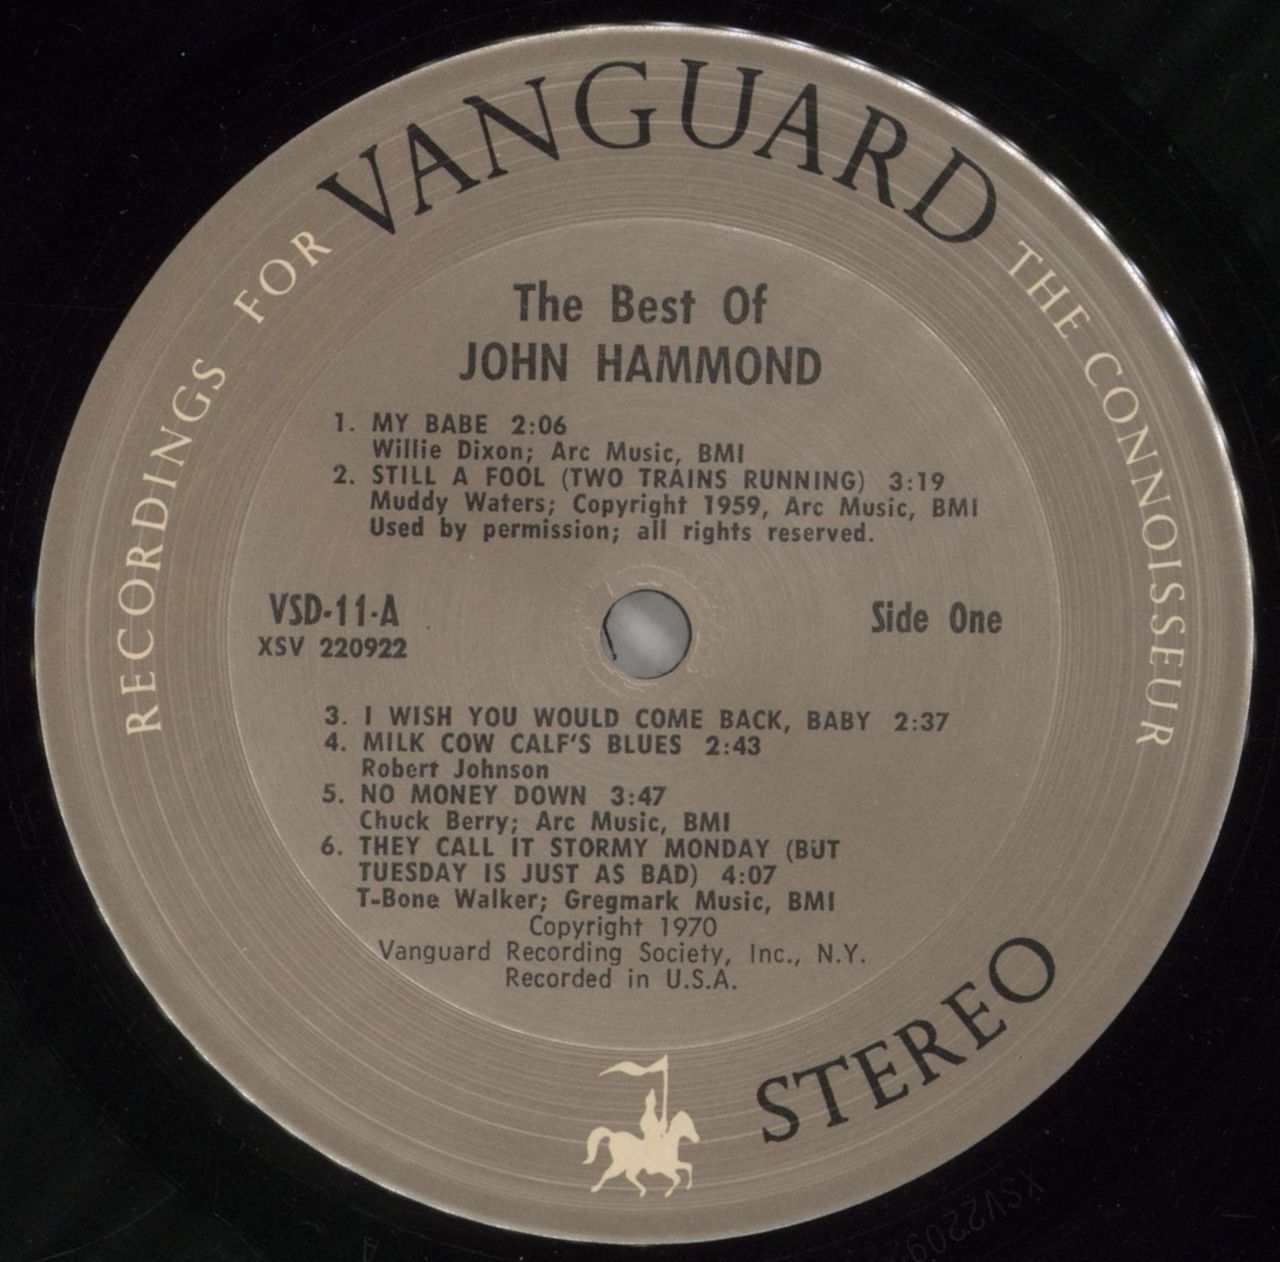 RECORDINGS FOR VANGUARD THE CONNOISSEUR
The Best Of
JOHN HAMMOND
1. MY BABE 2:06
Willie Dixon; Arc Music, BMI
2. STILL A FOOL (TWO TRAINS RUNNING) 3:19
Muddy Waters; Copyright 1959, Arc Music, BMI
Used by permission; all rights reserved.
VSD-11-A
XSV 220922
Side One
3. I WISH YOU WOULD COME BACK, BABY 2:37
4. MILK COW CALF'S BLUES 2:43
Robert Johnson
5. NO MONEY DOWN 3:47
Chuck Berry; Arc Music, BMI
6. THEY CALL IT STORMY MONDAY (BUT
TUESDAY IS JUST AS BAD) 4:07
T-Bone Walker; Gregmark Music, BMI
Copyright 1970
Vanguard Recording Society, Inc., N.Y.
Recorded in U.S.A.
STEREO